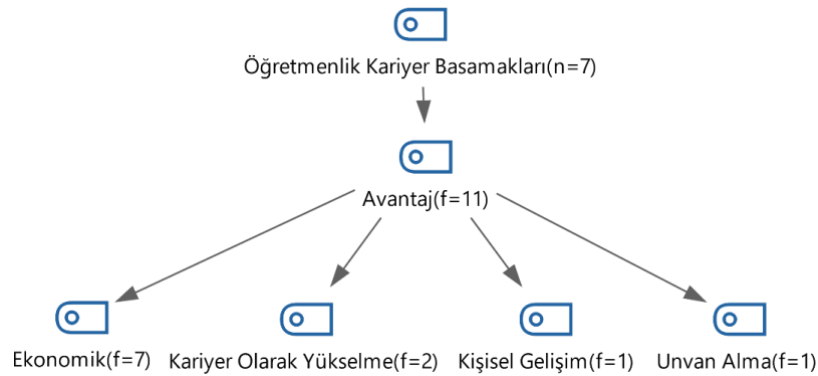 Öğretmenlik Kariyer Basamakları(n=7)
Avantaj(f=11)
Ekonomik(f=7)
Kariyer Olarak Yükselme(f=2)
Kişisel Gelişim(f=1)
Unvan Alma(f=1)